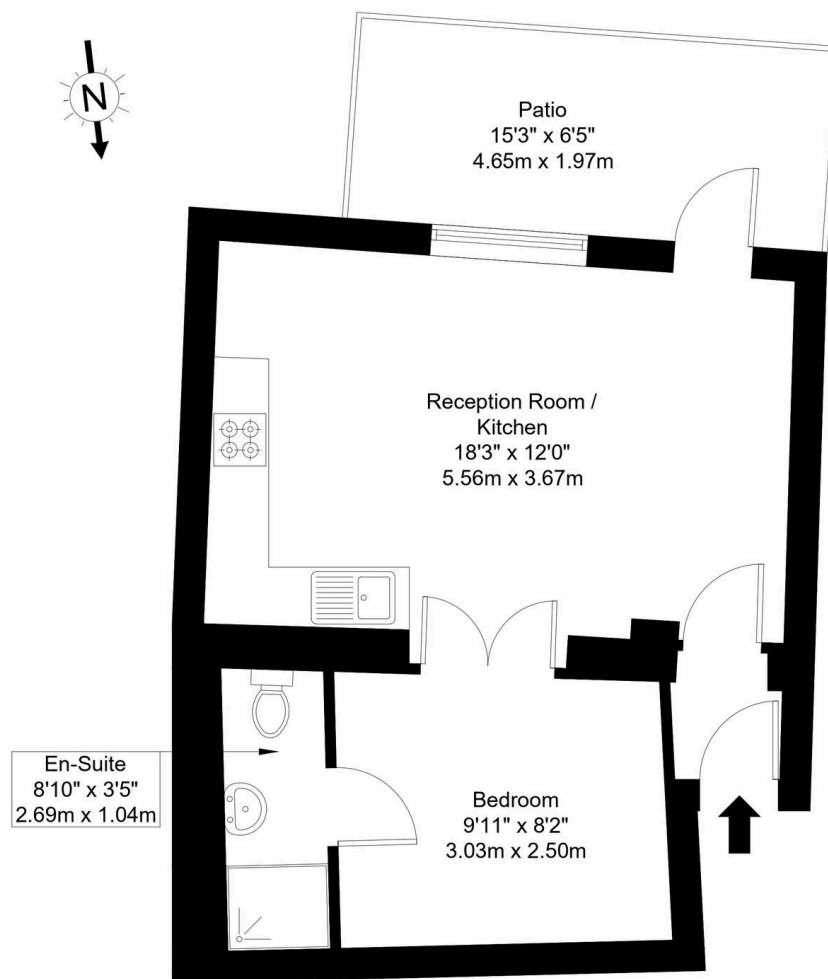 N
Patio
15'3" x 6'5"
4.65m x 1.97m
Reception Room /
Kitchen
18'3" x 12'0"
5.56m x 3.67m
En-Suite
8'10" x 3'5"
2.69m x 1.04m
Bedroom
9'11" x 8'2"
3.03m x 2.50m